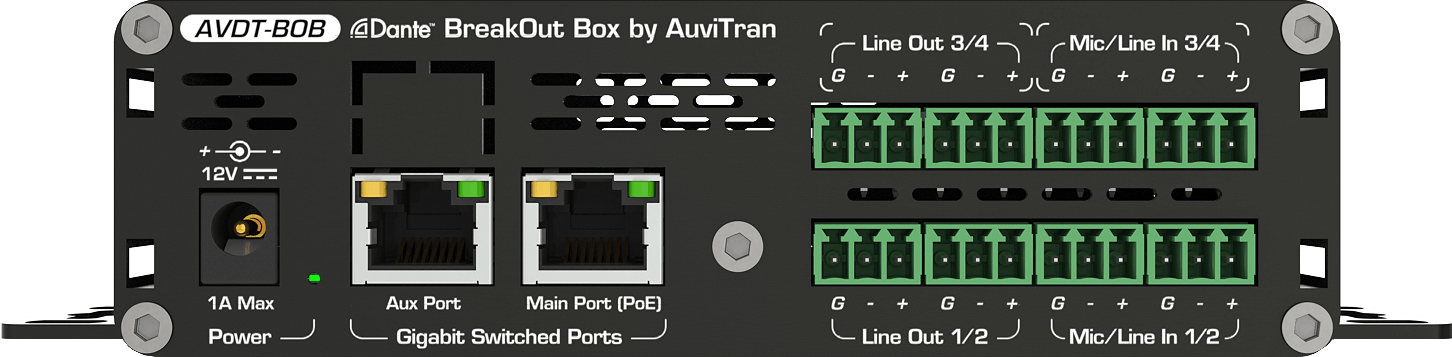 AVDT-BOB Dante™ BreakOut Box by AuviTran
Line Out 3/4 Mic/Line In 3/4
G - + G - + G - + G - +
+ -
12V
1A Max
Power
Aux Port Main Port (PoE)
Gigabit Switched Ports
G - + G - + G - + G - +
Line Out 1/2 Mic/Line In 1/2